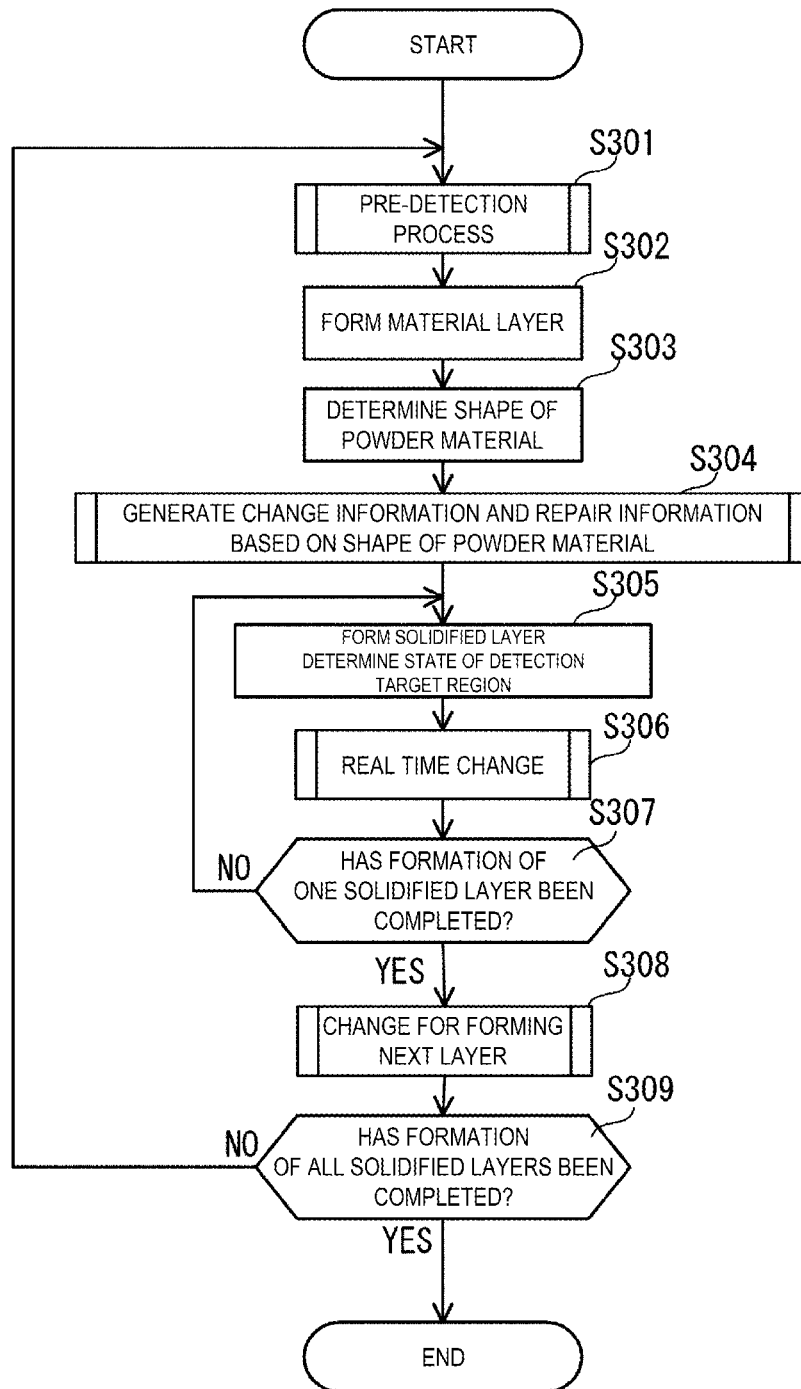 START
S301
PRE-DETECTION
PROCESS
S302
FORM MATERIAL LAYER
S303
DETERMINE SHAPE OF
POWDER MATERIAL
S304
GENERATE CHANGE INFORMATION AND REPAIR INFORMATION
BASED ON SHAPE OF POWDER MATERIAL
S305
FORM SOLIDIFIED LAYER
DETERMINE STATE OF DETECTION
TARGET REGION
S306
REAL TIME CHANGE
S307
NO
HAS FORMATION OF
ONE SOLIDIFIED LAYER BEEN
COMPLETED?
YES
S308
CHANGE FOR FORMING
NEXT LAYER
S309
NO
HAS FORMATION
OF ALL SOLIDIFIED LAYERS BEEN
COMPLETED?
YES
END